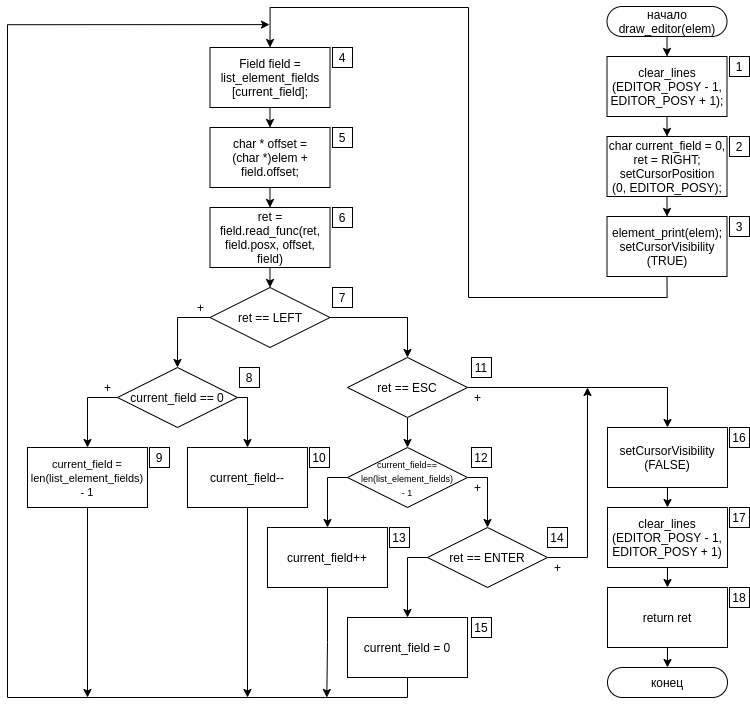 начало
draw_editor(elem)
1
clear_lines
(EDITOR_POSY - 1,
EDITOR_POSY + 1);
2
char current_field = 0,
ret = RIGHT;
setCursorPosition
(0, EDITOR_POSY);
3
element_print(elem);
setCursorVisibility
(TRUE)
4
Field field =
list_element_fields
[current_field];
5
char * offset =
(char *)elem +
field.offset;
6
ret =
field.read_func(ret,
field.posx, offset,
field)
7
ret == LEFT
+
8
current_field == 0
+
9
current_field =
len(list_element_fields)
- 1
10
current_field--
11
ret == ESC
+
12
current_field==
len(list_element_fields)
- 1
+
13
current_field++
14
ret == ENTER
+
15
current_field = 0
16
setCursorVisibility
(FALSE)
17
clear_lines
(EDITOR_POSY - 1,
EDITOR_POSY + 1)
18
return ret
конец